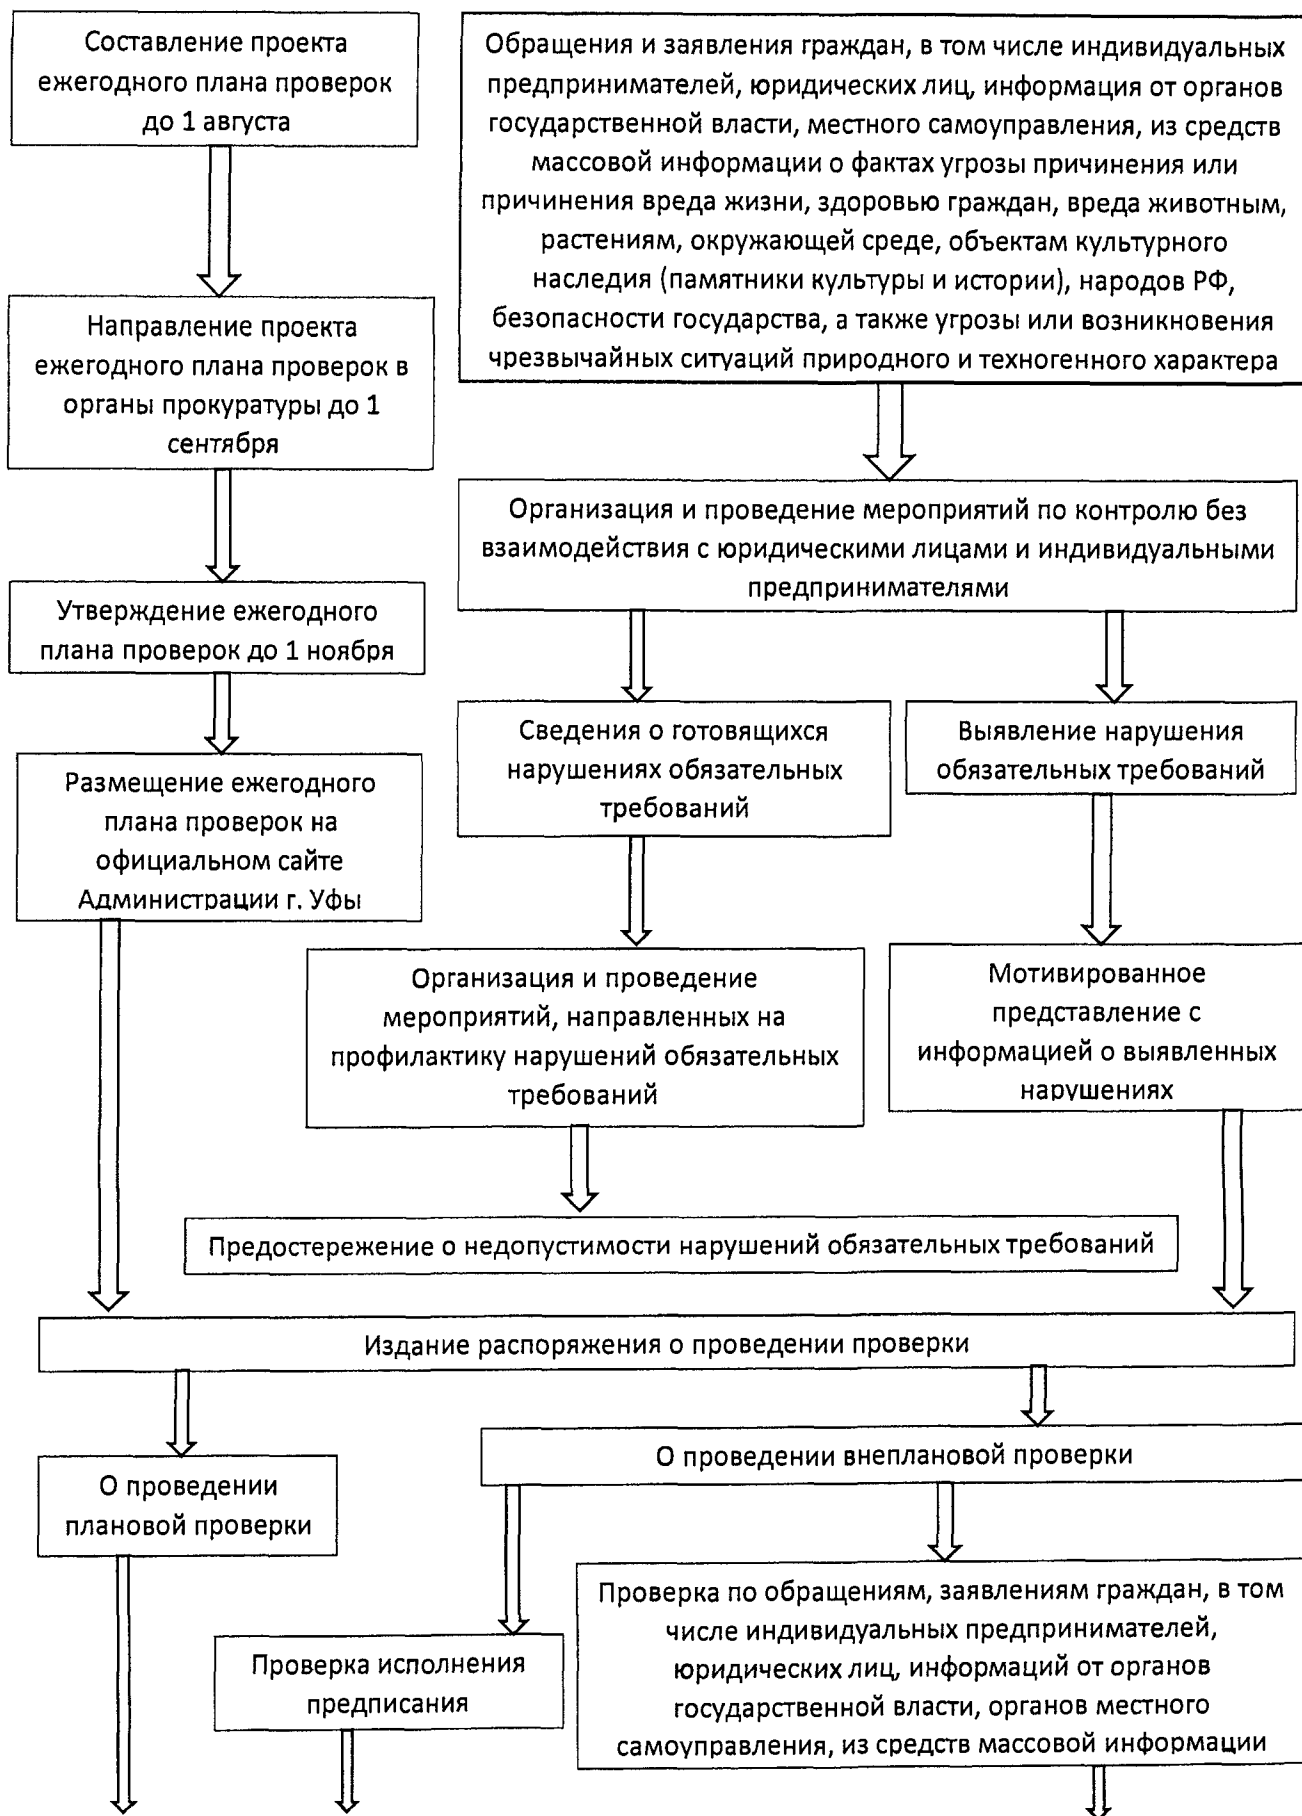 Составление проекта
ежегодного плана проверок
до 1 августа
Обращения и заявления граждан, в том числе индивидуальных
предпринимателей, юридических лиц, информация от органов
государственной власти, местного самоуправления, из средств
массовой информации о фактах угрозы причинения или
причинения вреда жизни, здоровью граждан, вреда животным,
растениям, окружающей среде, объектам культурного
наследия (памятники культуры и истории), народов РФ,
безопасности государства, а также угрозы или возникновения
чрезвычайных ситуаций природного и техногенного характера
Направление проекта
ежегодного плана проверок в
органы прокуратуры до 1
сентября
Организация и проведение мероприятий по контролю без
взаимодействия с юридическими лицами и индивидуальными
предпринимателями
Утверждение ежегодного
плана проверок до 1 ноября
Сведения о готовящихся
нарушениях обязательных
требований
Выявление нарушения
обязательных требований
Размещение ежегодного
плана проверок на
официальном сайте
Администрации г. Уфы
Организация и проведение
мероприятий, направленных на
профилактику нарушений обязательных
требований
Мотивированное
представление с
информацией о выявленных
нарушениях
Предостережение о недопустимости нарушений обязательных требований
Издание распоряжения о проведении проверки
О проведении
плановой проверки
О проведении внеплановой проверки
Проверка исполнения
предписания
Проверка по обращениям, заявлениям граждан, в том
числе индивидуальных предпринимателей,
юридических лиц, информаций от органов
государственной власти, органов местного
самоуправления, из средств массовой информации